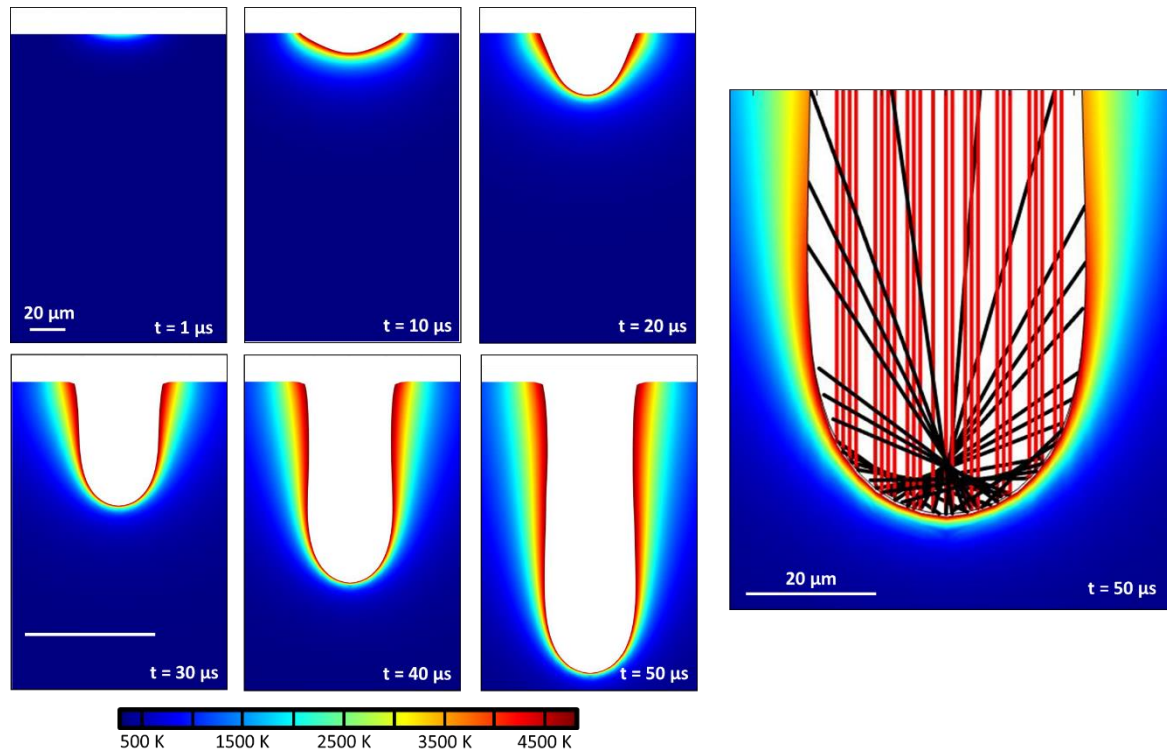 20 µm
t = 1 µs
t = 10 µs
t = 20 µs
t = 30 µs
t = 40 µs
t = 50 µs
20 µm
t = 50 µs
500 K 1500 K 2500 K 3500 K 4500 K